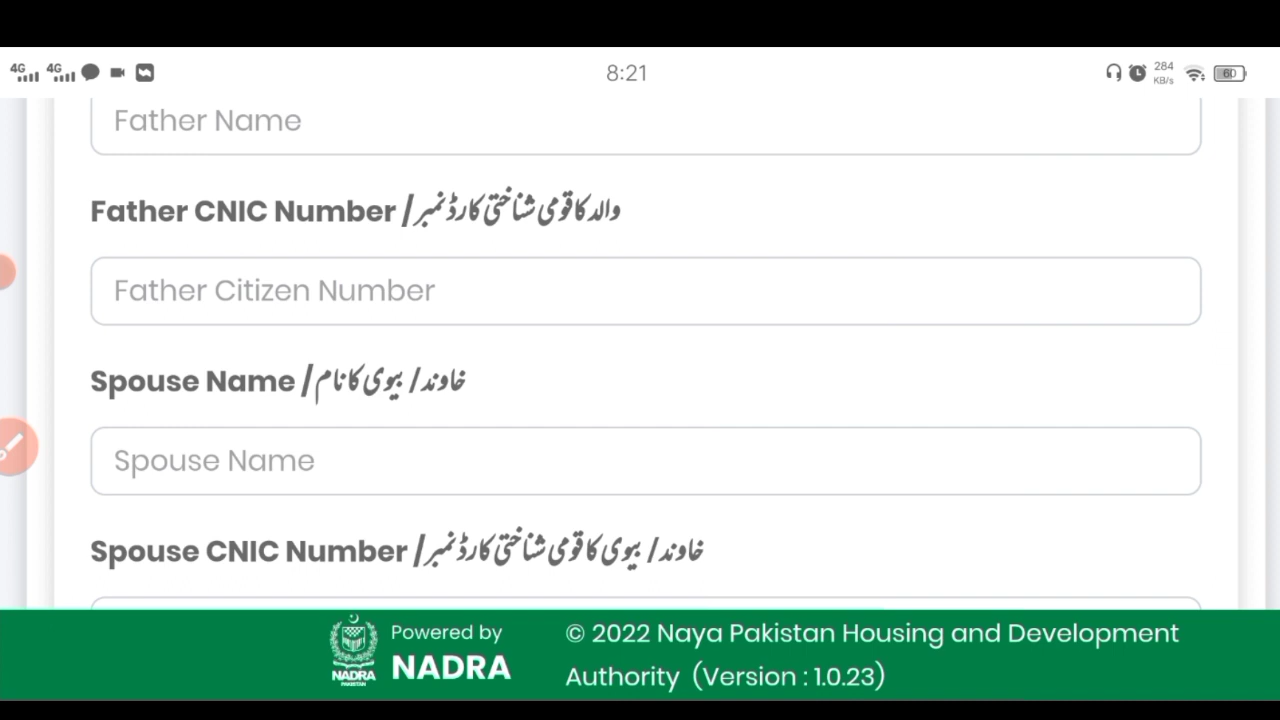 4G 4G 8:21 284 KB/s 60
Father Name
Father CNIC Number / والد کا قومی شناختی کارڈ نمبر
Father Citizen Number
Spouse Name / خاوند / بیوی کا نام
Spouse Name
Spouse CNIC Number / خاوند / بیوی کا قومی شناختی کارڈ نمبر
NADRA
PAKISTAN
Powered by
NADRA
© 2022 Naya Pakistan Housing and Development
Authority (Version : 1.0.23)